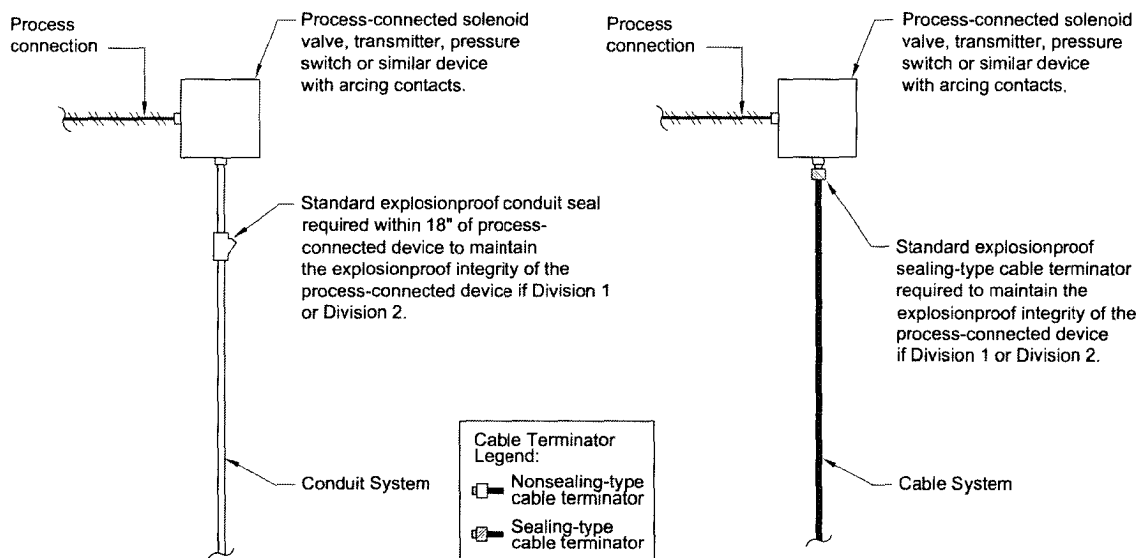 Process
connection
Process-connected solenoid
valve, transmitter, pressure
switch or similar device
with arcing contacts.
Standard explosionproof conduit seal
required within 18" of process-
connected device to maintain
the explosionproof integrity of the
process-connected device if Division 1
or Division 2.
Conduit System
Process
connection
Process-connected solenoid
valve, transmitter, pressure
switch or similar device
with arcing contacts.
Standard explosionproof
sealing-type cable terminator
required to maintain the
explosionproof integrity of the
process-connected device
if Division 1 or Division 2.
Cable System
Cable Terminator
Legend:
Nonsealing-type
cable terminator
Sealing-type
cable terminator